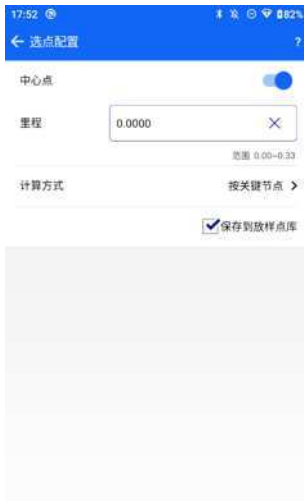 17:52 82%
← 选点配置 ?
中心点
里程 0.0000 ×
范围 0.00~0.33
计算方式 按关键节点 >
保存到放样点库